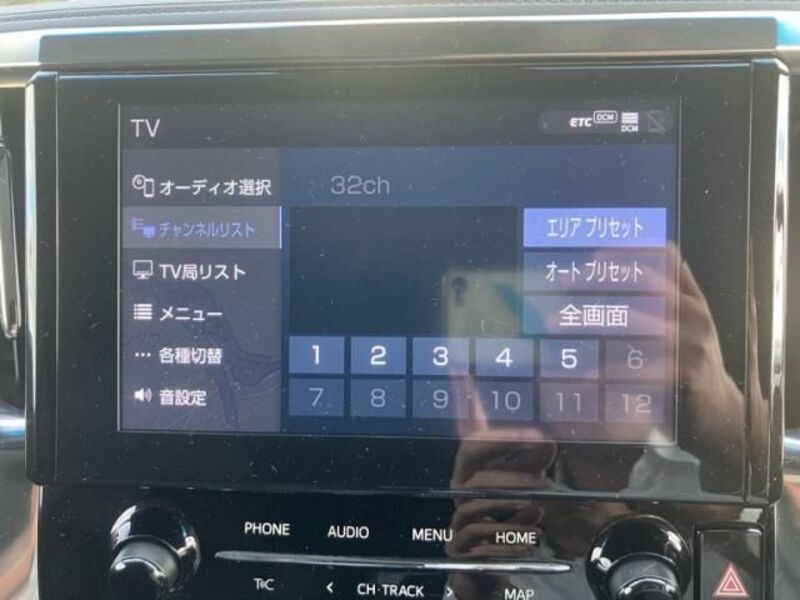 TV
ETC DCM DCM
オーディオ選択 32ch
チャンネルリスト エリア プリセット
TV局リスト オート プリセット
メニュー 全画面
各種切替 1 2 3 4 5 6
音設定 7 8 9 10 11 12
PHONE AUDIO MENU HOME
T&C < CH·TRACK > MAP